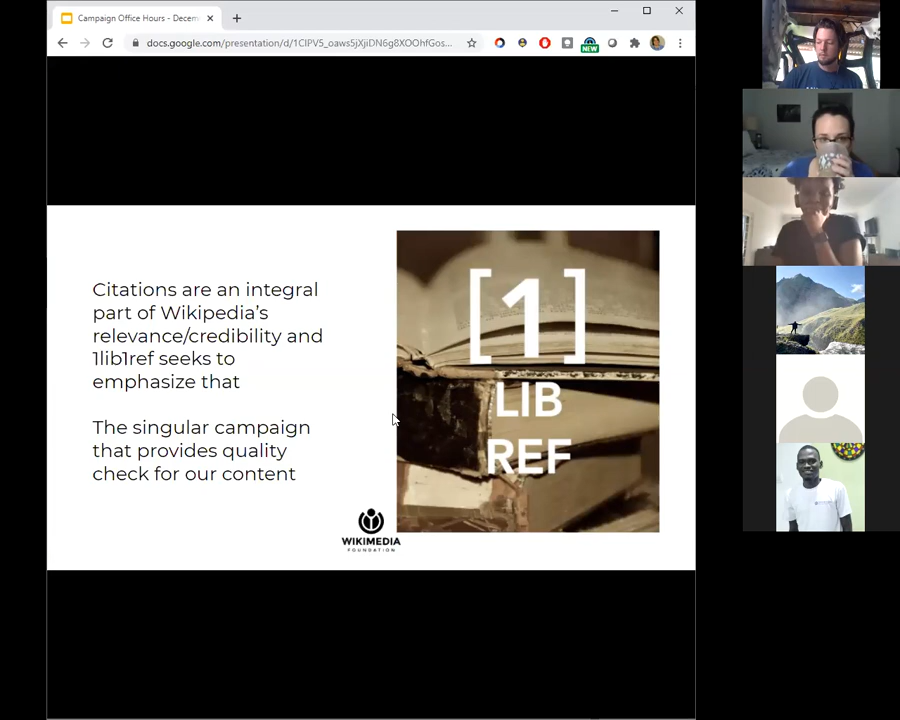 Campaign Office Hours - Decem
docs.google.com/presentation/d/1ClPV5_oaws5jXjiDN6g8XOOhfGos...
NEW
Citations are an integral
part of Wikipedia's
relevance/credibility and
1lib1ref seeks to
emphasize that
The singular campaign
that provides quality
check for our content
[1]
LIB
REF
WIKIMEDIA
FOUNDATION